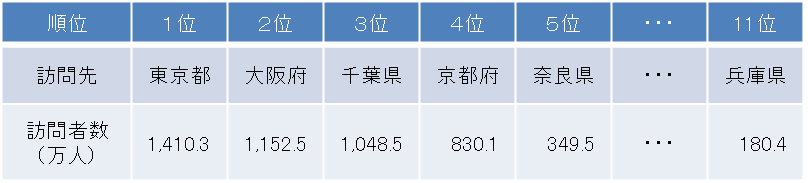 順位 １位 ２位 ３位 ４位 ５位 ・・・ 11位
訪問先 東京都 大阪府 千葉県 京都府 奈良県 ・・・ 兵庫県
訪問者数
（万人） 1,410.3 1,152.5 1,048.5 830.1 349.5 ・・・ 180.4